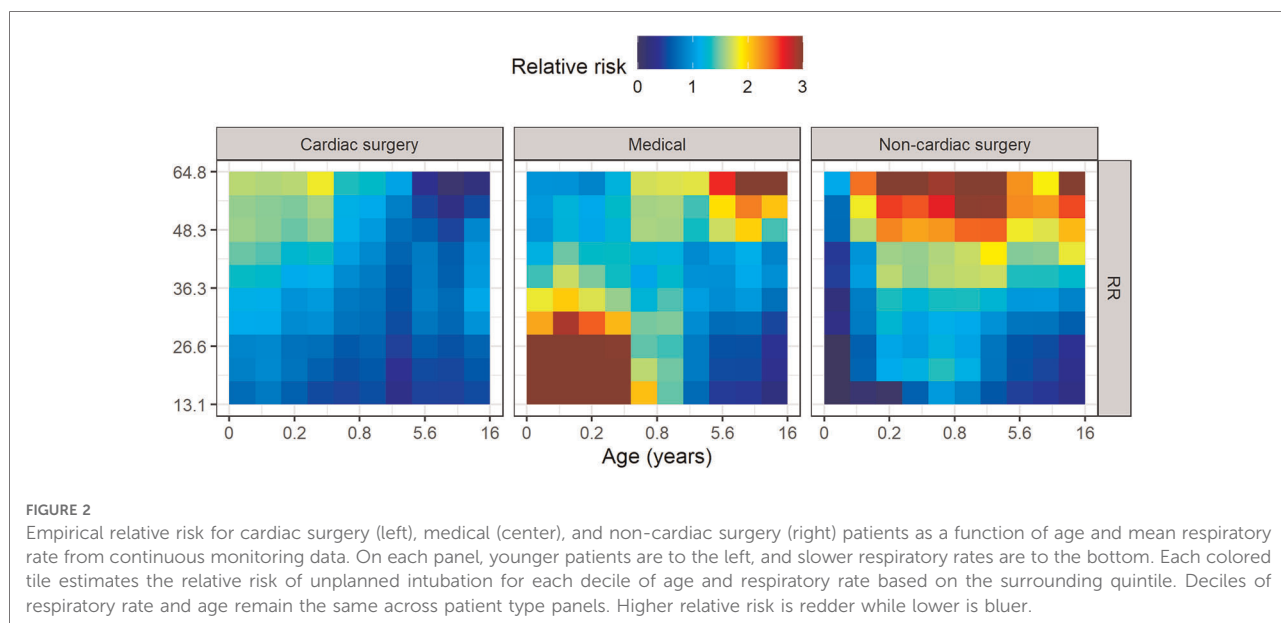 Relative risk
0 1 2 3
Cardiac surgery Medical Non-cardiac surgery
64.8
48.3
36.3
26.6
13.1
RR
0 0.2 0.8 5.6 16 0 0.2 0.8 5.6 16 0 0.2 0.8 5.6 16
Age (years)
FIGURE 2
Empirical relative risk for cardiac surgery (left), medical (center), and non-cardiac surgery (right) patients as a function of age and mean respiratory
rate from continuous monitoring data. On each panel, younger patients are to the left, and slower respiratory rates are to the bottom. Each colored
tile estimates the relative risk of unplanned intubation for each decile of age and respiratory rate based on the surrounding quintile. Deciles of
respiratory rate and age remain the same across patient type panels. Higher relative risk is redder while lower is bluer.